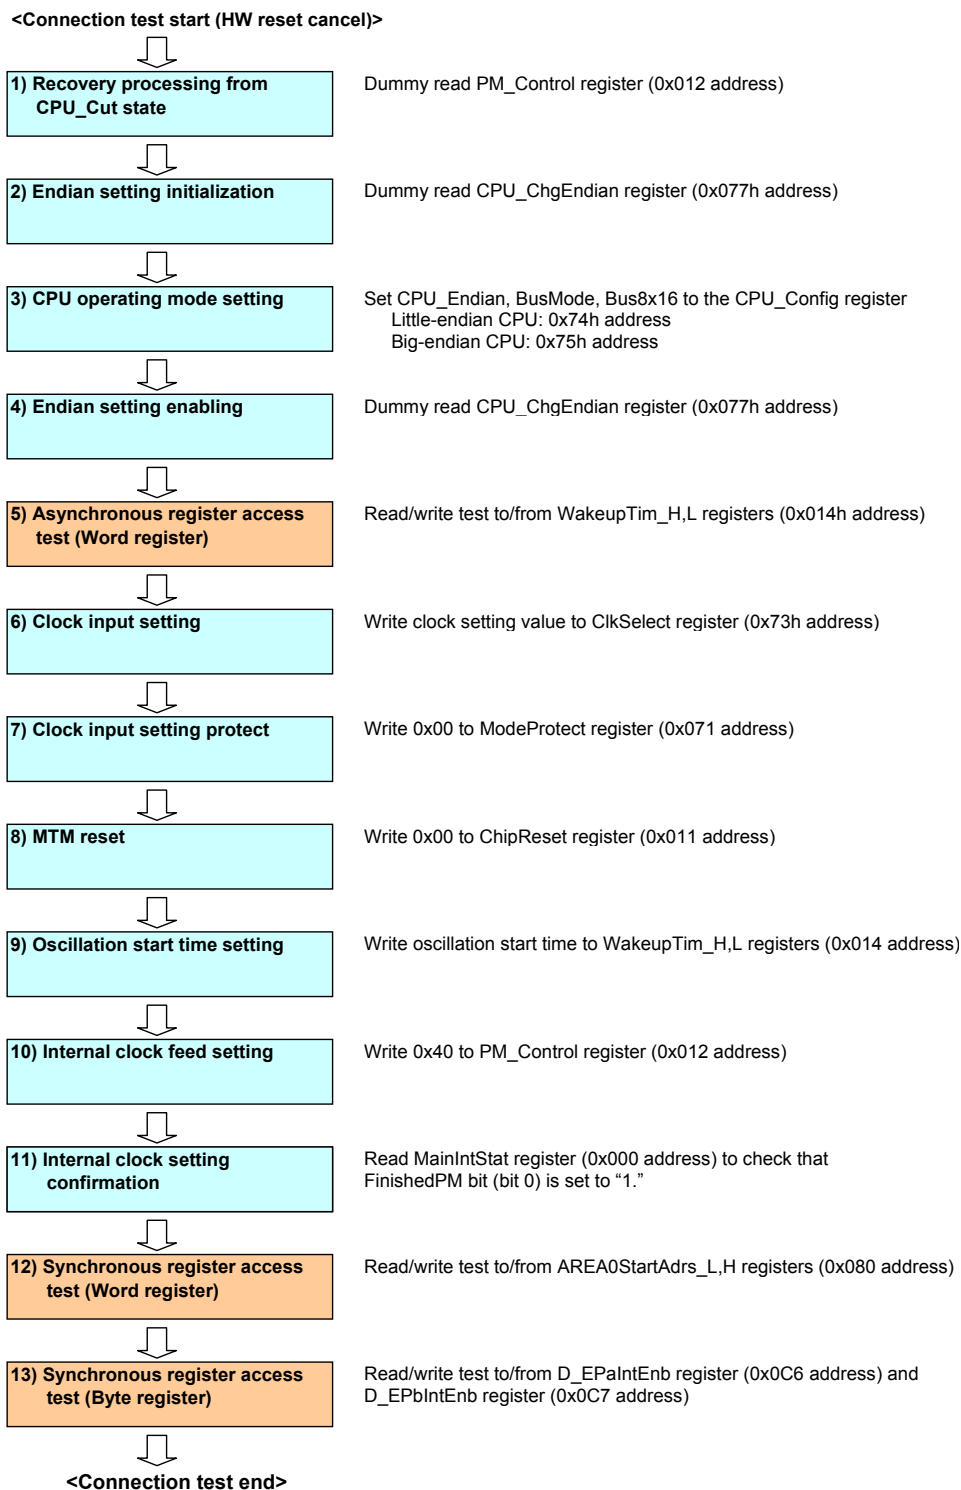 <Connection test start (HW reset cancel)>
1) Recovery processing from
CPU_Cut state
Dummy read PM_Control register (0x012 address)
2) Endian setting initialization
Dummy read CPU_ChgEndian register (0x077h address)
3) CPU operating mode setting
Set CPU_Endian, BusMode, Bus8x16 to the CPU_Config register
Little-endian CPU: 0x74h address
Big-endian CPU: 0x75h address
4) Endian setting enabling
Dummy read CPU_ChgEndian register (0x077h address)
5) Asynchronous register access
test (Word register)
Read/write test to/from WakeupTim_H,L registers (0x014h address)
6) Clock input setting
Write clock setting value to ClkSelect register (0x73h address)
7) Clock input setting protect
Write 0x00 to ModeProtect register (0x071 address)
8) MTM reset
Write 0x00 to ChipReset register (0x011 address)
9) Oscillation start time setting
Write oscillation start time to WakeupTim_H,L registers (0x014 address)
10) Internal clock feed setting
Write 0x40 to PM_Control register (0x012 address)
11) Internal clock setting
confirmation
Read MainIntStat register (0x000 address) to check that
FinishedPM bit (bit 0) is set to “1.”
12) Synchronous register access
test (Word register)
Read/write test to/from AREA0StartAdrs_L,H registers (0x080 address)
13) Synchronous register access
test (Byte register)
Read/write test to/from D_EPaIntEnb register (0x0C6 address) and
D_EPbIntEnb register (0x0C7 address)
<Connection test end>